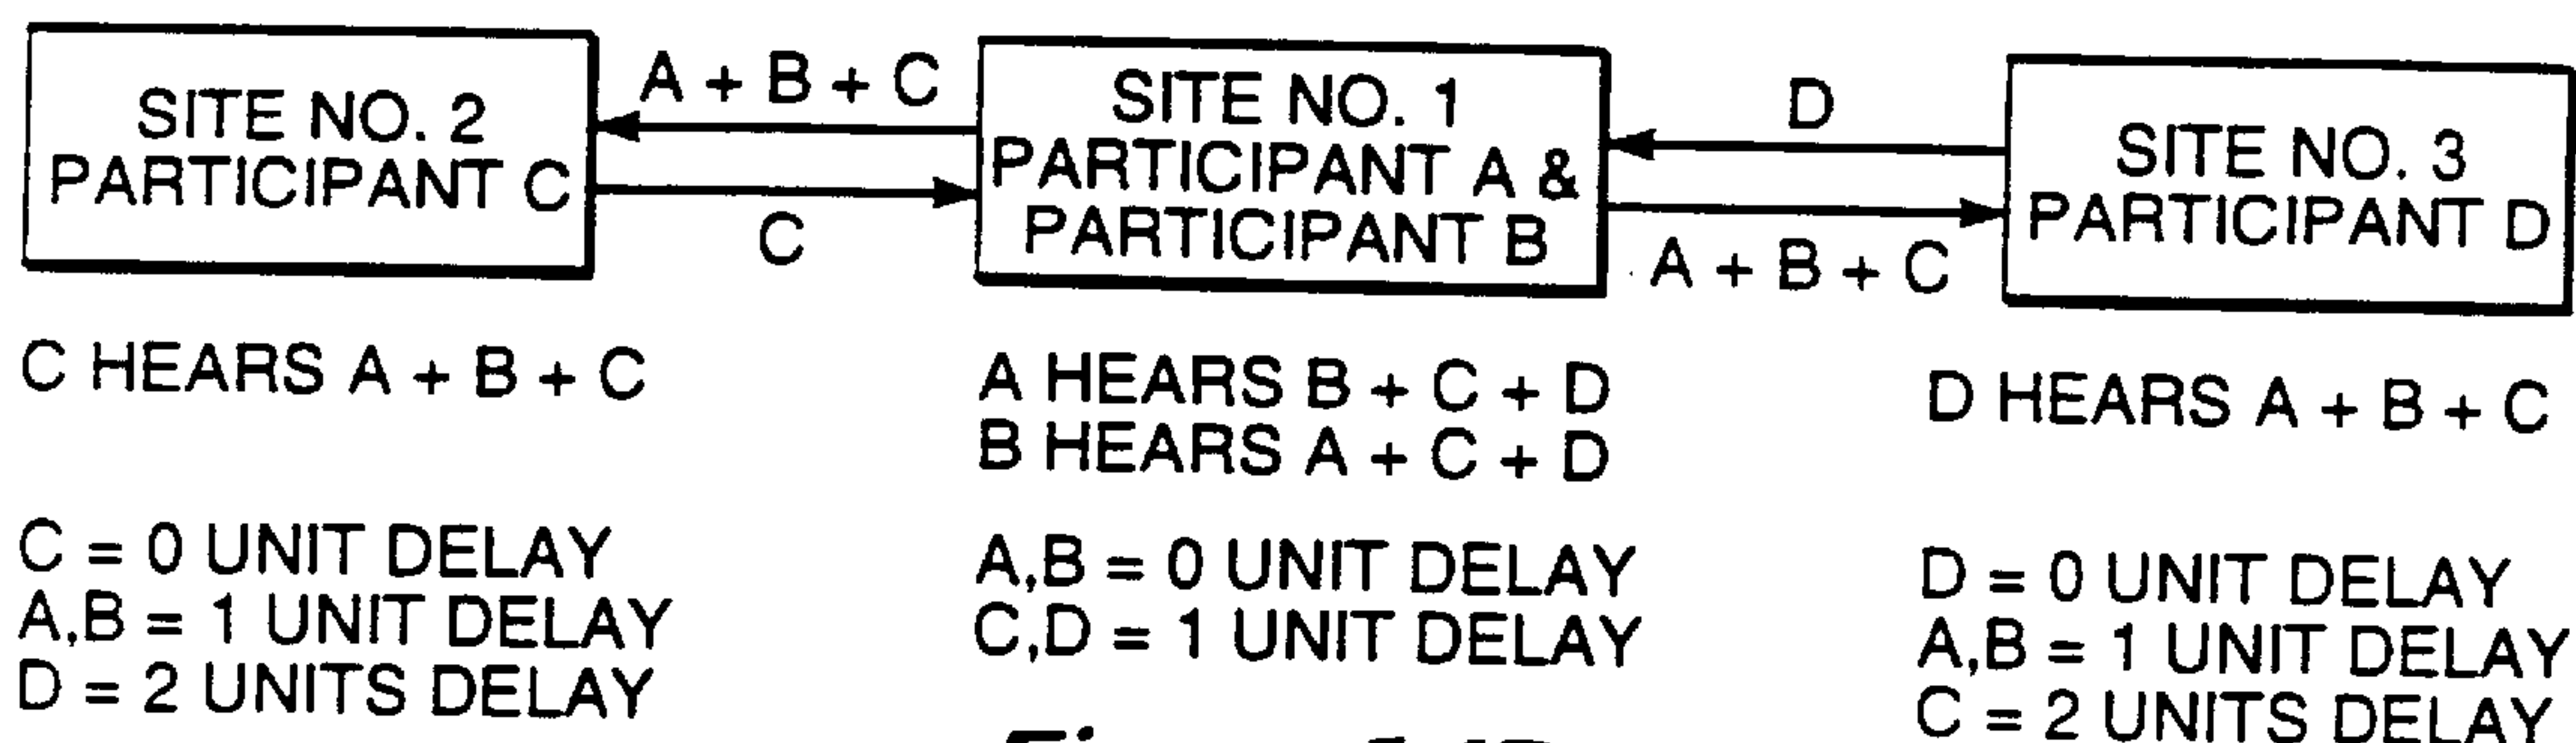 SITE NO. 2
PARTICIPANT C
A + B + C
C
SITE NO. 1
PARTICIPANT A &
PARTICIPANT B
D
A + B + C
SITE NO. 3
PARTICIPANT D
C HEARS A + B + C
A HEARS B + C + D
B HEARS A + C + D
D HEARS A + B + C
C = 0 UNIT DELAY
A,B = 1 UNIT DELAY
D = 2 UNITS DELAY
A,B = 0 UNIT DELAY
C,D = 1 UNIT DELAY
D = 0 UNIT DELAY
A,B = 1 UNIT DELAY
C = 2 UNITS DELAY